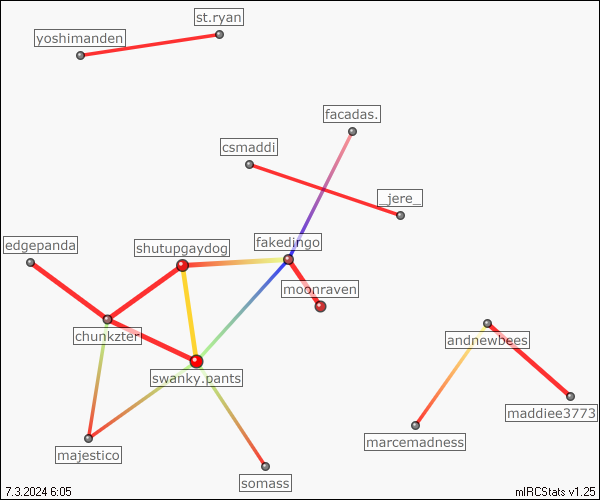 st.ryan
yoshimanden
facadas.
csmaddi
_jere_
edgepanda
shutupgaydog
fakedingo
moonraven
chunkzter
andnewbees
swanky.pants
maddiee3773
marcemadness
majestico
somass
7.3.2024 6:05
mIRCStats v1.25